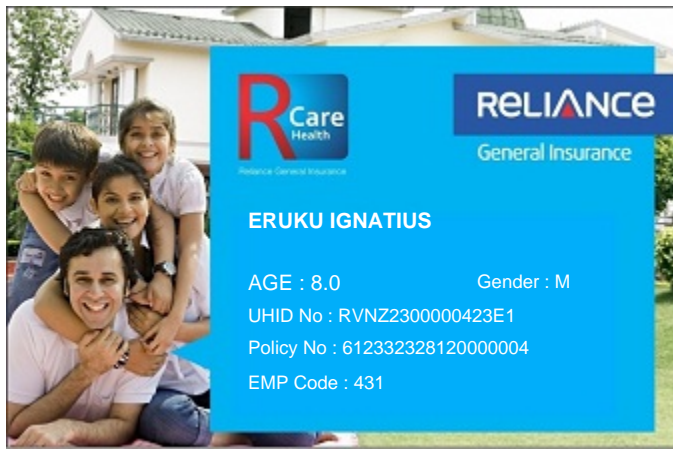 R Care
Health
Reliance General Insurance
RELIANCE
General Insurance
ERUKU IGNATIUS
AGE : 8.0 Gender : M
UHID No : RVNZ2300000423E1
Policy No : 612332328120000004
EMP Code : 431